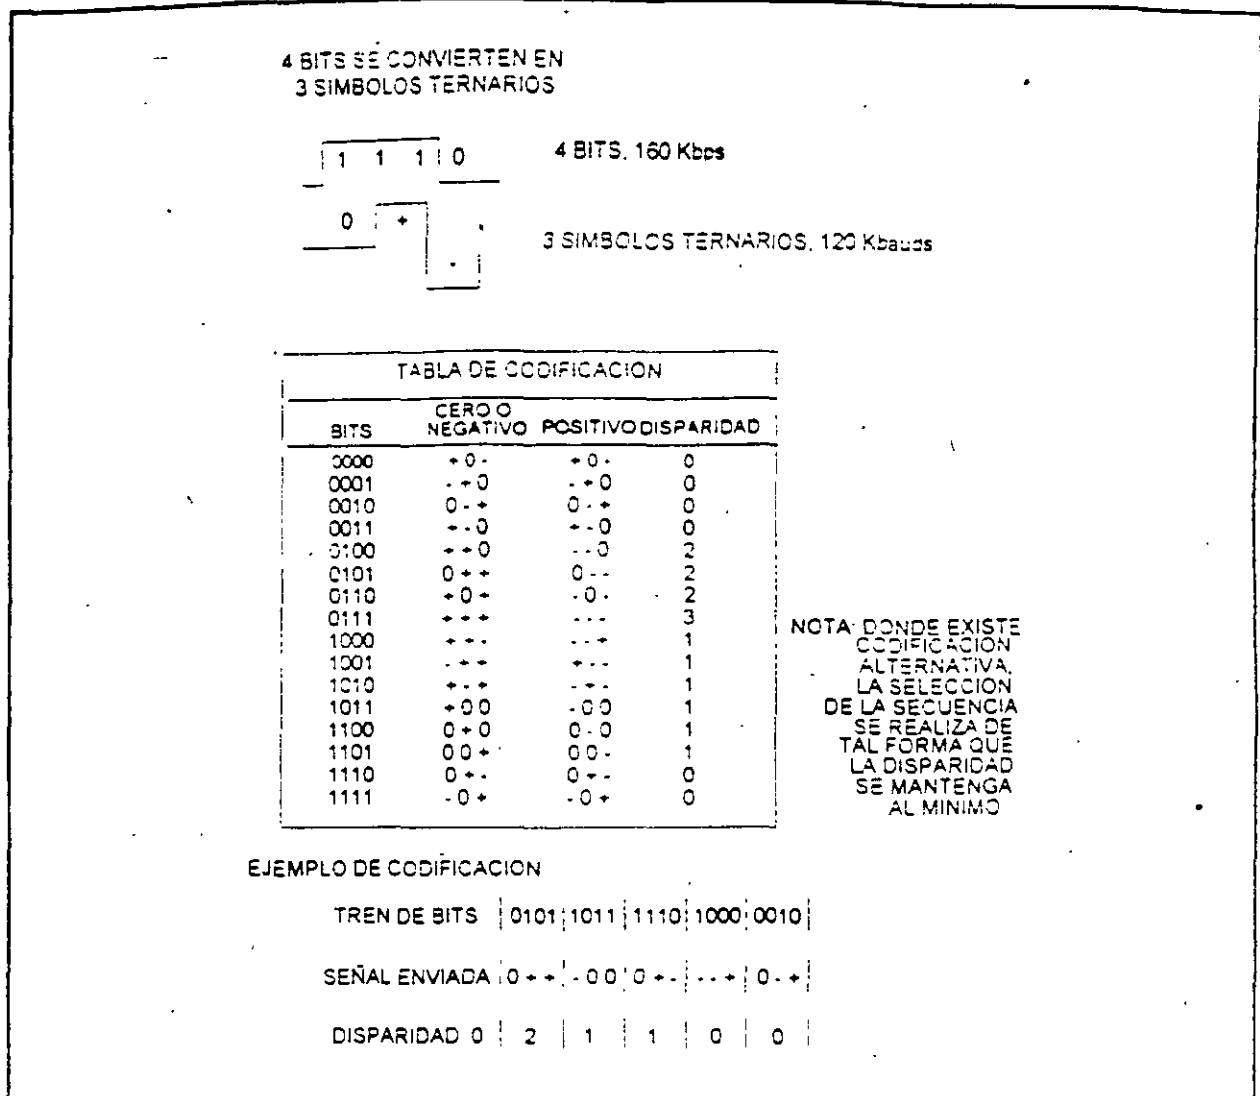 4 BITS SE CONVIERTEN EN
3 SIMBOLOS TERNARIOS
1 1 1 0
4 BITS, 160 Kbps
0 +
-
3 SIMBOLOS TERNARIOS, 120 Kbauds
TABLA DE CODIFICACION
BITS CERO O NEGATIVO POSITIVO DISPARIDAD
0000 + 0 - + 0 - 0
0001 - + 0 - + 0 0
0010 0 - + 0 - + 0
0011 + - 0 + - 0 0
0100 + + 0 - - 0 2
0101 0 + + 0 - - 2
0110 + 0 + - 0 - 2
0111 + + + - - - 3
1000 + + - - - + 1
1001 - + + + - - 1
1010 + - + - + - 1
1011 + 0 0 - 0 0 1
1100 0 + 0 0 - 0 1
1101 0 0 + 0 0 - 1
1110 0 + - 0 + - 0
1111 - 0 + - 0 + 0
NOTA: DONDE EXISTE
CODIFICACION
ALTERNATIVA,
LA SELECCION
DE LA SECUENCIA
SE REALIZA DE
TAL FORMA QUE
LA DISPARIDAD
SE MANTENGA
AL MINIMO
EJEMPLO DE CODIFICACION
TREN DE BITS 0101 1011 1110 1000 0010
SEÑAL ENVIADA 0 + + - 0 0 0 + - - - + 0 - +
DISPARIDAD 0 2 1 1 0 0